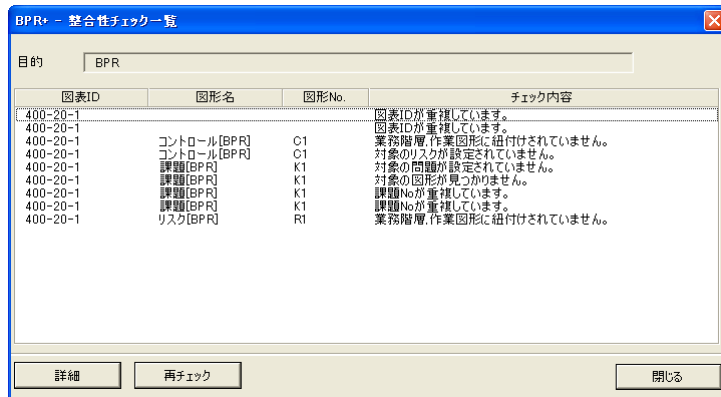 BPR+ - 整合性チェック一覧
目的 BPR
図表ID 図形名 図形No. チェック内容
400-20-1 図表IDが重複しています。
400-20-1 図表IDが重複しています。
400-20-1 コントロール[BPR] C1 業務階層,作業図形に紐付けされていません。
400-20-1 コントロール[BPR] C1 対象のリスクが設定されていません。
400-20-1 課題[BPR] K1 対象の問題が設定されていません。
400-20-1 課題[BPR] K1 対象の図形が見つかりません。
400-20-1 課題[BPR] K1 課題Noが重複しています。
400-20-1 課題[BPR] K1 課題Noが重複しています。
400-20-1 リスク[BPR] R1 業務階層,作業図形に紐付けされていません。
詳細 再チェック 閉じる